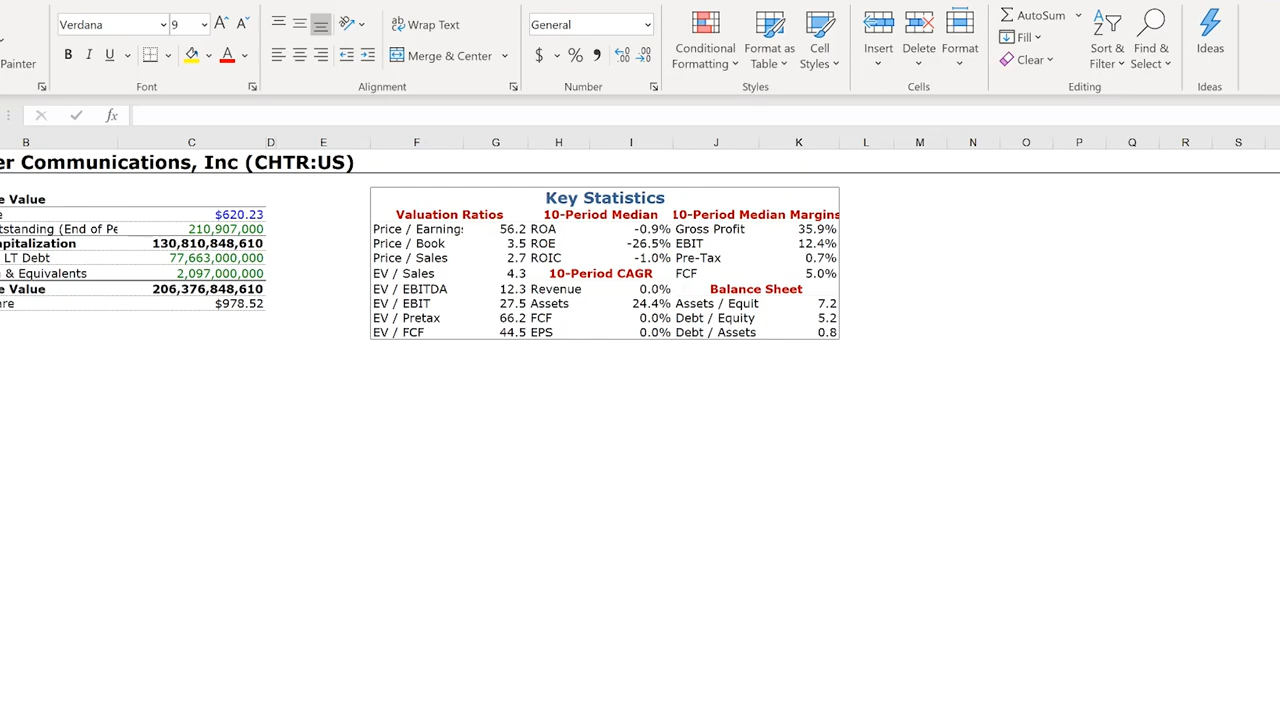 Verdana 9 Wrap Text General AutoSum
Painter B I U Merge & Center $ % Conditional Formatting Format as Table Cell Styles Insert Delete Format Fill Clear Sort & Filter Find & Select Ideas
Font Alignment Number Styles Cells Editing Ideas
fx
B C D E F G H I J K L M N O P Q R S
er Communications, Inc (CHTR:US)
e Value
e $620.23
tstanding (End of Pe 210,907,000
apitalization 130,810,848,610
LT Debt 77,663,000,000
& Equivalents 2,097,000,000
e Value 206,376,848,610
are $978.52
Key Statistics
Valuation Ratios 10-Period Median 10-Period Median Margins
Price / Earnings 56.2 ROA -0.9% Gross Profit 35.9%
Price / Book 3.5 ROE -26.5% EBIT 12.4%
Price / Sales 2.7 ROIC -1.0% Pre-Tax 0.7%
EV / Sales 4.3 10-Period CAGR FCF 5.0%
EV / EBITDA 12.3 Revenue 0.0% Balance Sheet
EV / EBIT 27.5 Assets 24.4% Assets / Equit 7.2
EV / Pretax 66.2 FCF 0.0% Debt / Equity 5.2
EV / FCF 44.5 EPS 0.0% Debt / Assets 0.8